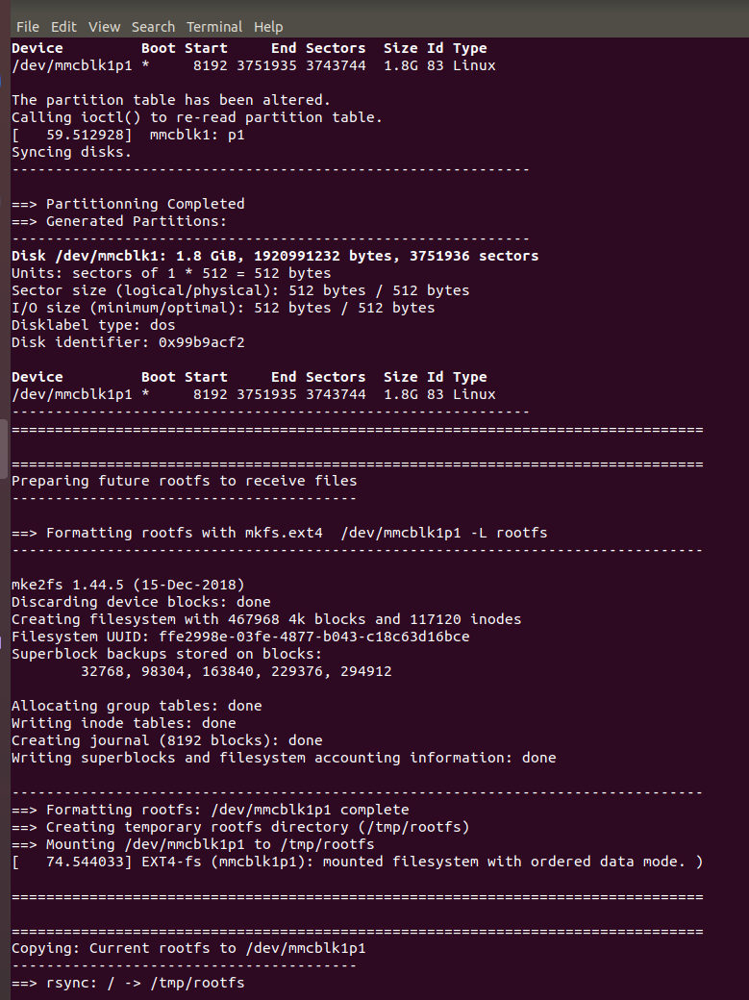 File Edit View Search Terminal Help
Device         Boot Start     End Sectors  Size Id Type
/dev/mmcblk1p1 *     8192 3751935 3743744  1.8G 83 Linux
The partition table has been altered.
Calling ioctl() to re-read partition table.
[   59.512928]  mmcblk1: p1
Syncing disks.
------------------------------------------------------------
==> Partitionning Completed
==> Generated Partitions:
------------------------------------------------------------
Disk /dev/mmcblk1: 1.8 GiB, 1920991232 bytes, 3751936 sectors
Units: sectors of 1 * 512 = 512 bytes
Sector size (logical/physical): 512 bytes / 512 bytes
I/O size (minimum/optimal): 512 bytes / 512 bytes
Disklabel type: dos
Disk identifier: 0x99b9acf2
Device         Boot Start     End Sectors  Size Id Type
/dev/mmcblk1p1 *     8192 3751935 3743744  1.8G 83 Linux
------------------------------------------------------------
================================================================================
================================================================================
Preparing future rootfs to receive files
----------------------------------------
==> Formatting rootfs with mkfs.ext4  /dev/mmcblk1p1 -L rootfs
--------------------------------------------------------------------------------
mke2fs 1.44.5 (15-Dec-2018)
Discarding device blocks: done
Creating filesystem with 467968 4k blocks and 117120 inodes
Filesystem UUID: ffe2998e-03fe-4877-b043-c18c63d16bce
Superblock backups stored on blocks:
        32768, 98304, 163840, 229376, 294912
Allocating group tables: done
Writing inode tables: done
Creating journal (8192 blocks): done
Writing superblocks and filesystem accounting information: done
--------------------------------------------------------------------------------
==> Formatting rootfs: /dev/mmcblk1p1 complete
==> Creating temporary rootfs directory (/tmp/rootfs)
==> Mounting /dev/mmcblk1p1 to /tmp/rootfs
[   74.544033] EXT4-fs (mmcblk1p1): mounted filesystem with ordered data mode. )
================================================================================
================================================================================
Copying: Current rootfs to /dev/mmcblk1p1
----------------------------------------
==> rsync: / -> /tmp/rootfs